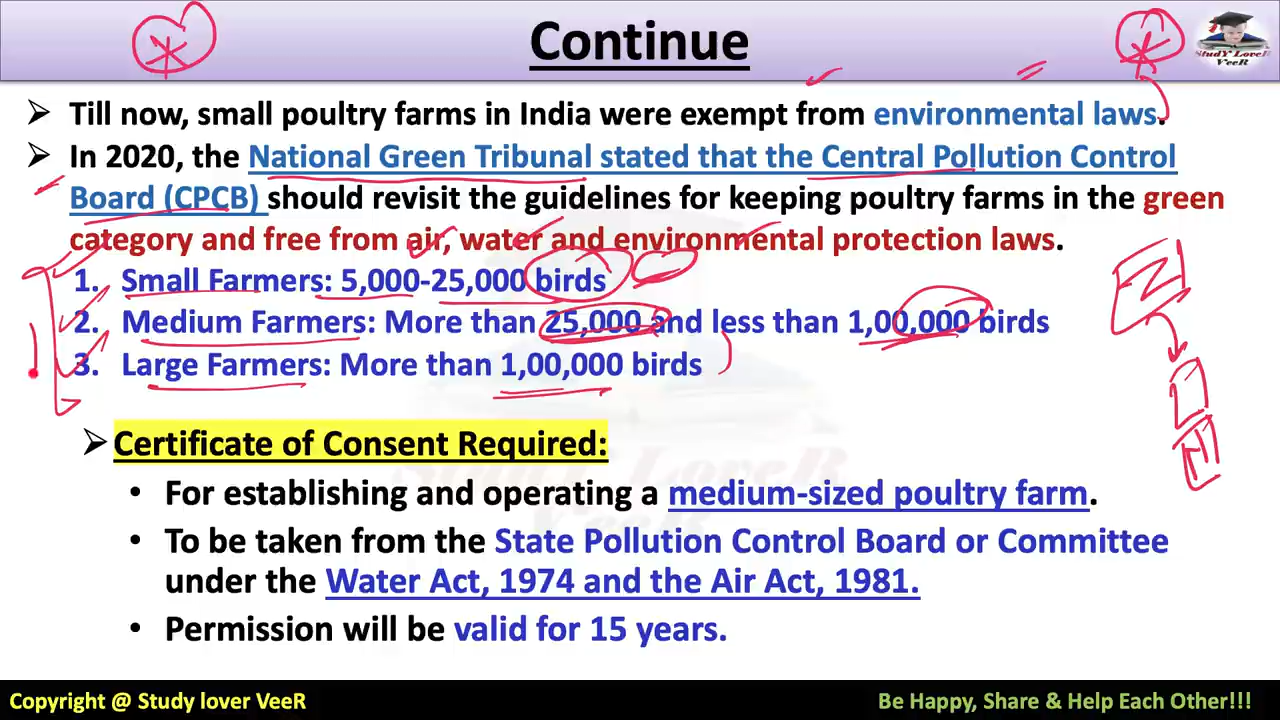 Continue
StudY LoveR
VeeR
➢ Till now, small poultry farms in India were exempt from environmental laws.
➢ In 2020, the National Green Tribunal stated that the Central Pollution Control
Board (CPCB) should revisit the guidelines for keeping poultry farms in the green
category and free from air, water and environmental protection laws.
1. Small Farmers: 5,000-25,000 birds
2. Medium Farmers: More than 25,000 and less than 1,00,000 birds
3. Large Farmers: More than 1,00,000 birds
➢ Certificate of Consent Required:
StudY LoveR
VeeR
• For establishing and operating a medium-sized poultry farm.
• To be taken from the State Pollution Control Board or Committee
under the Water Act, 1974 and the Air Act, 1981.
• Permission will be valid for 15 years.
Copyright @ Study lover VeeR
Be Happy, Share & Help Each Other!!!